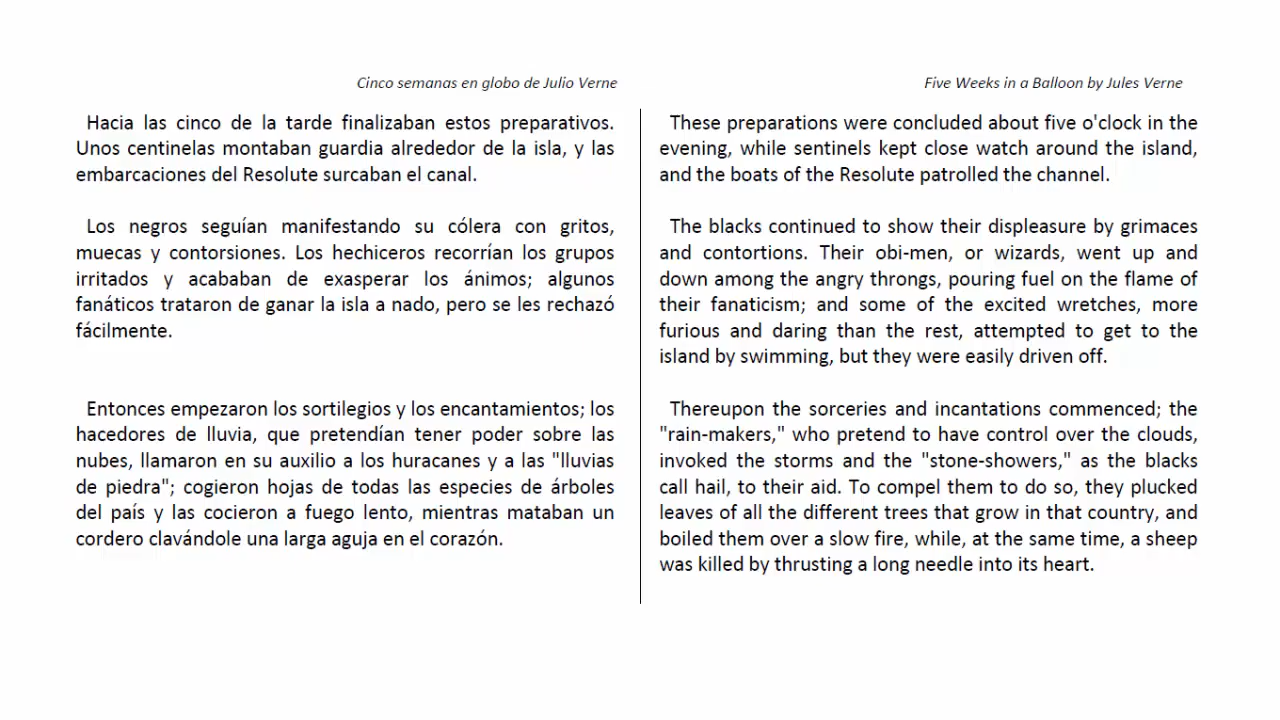 Cinco semanas en globo de Julio Verne
Hacia las cinco de la tarde finalizaban estos preparativos.
Unos centinelas montaban guardia alrededor de la isla, y las
embarcaciones del Resolute surcaban el canal.
Los negros seguían manifestando su cólera con gritos,
muecas y contorsiones. Los hechiceros recorrían los grupos
irritados y acababan de exasperar los ánimos; algunos
fanáticos trataron de ganar la isla a nado, pero se les rechazó
fácilmente.
Entonces empezaron los sortilegios y los encantamientos; los
hacedores de lluvia, que pretendían tener poder sobre las
nubes, llamaron en su auxilio a los huracanes y a las "lluvias
de piedra"; cogieron hojas de todas las especies de árboles
del país y las cocieron a fuego lento, mientras mataban un
cordero clavándole una larga aguja en el corazón.
Five Weeks in a Balloon by Jules Verne
These preparations were concluded about five o'clock in the
evening, while sentinels kept close watch around the island,
and the boats of the Resolute patrolled the channel.
The blacks continued to show their displeasure by grimaces
and contortions. Their obi-men, or wizards, went up and
down among the angry throngs, pouring fuel on the flame of
their fanaticism; and some of the excited wretches, more
furious and daring than the rest, attempted to get to the
island by swimming, but they were easily driven off.
Thereupon the sorceries and incantations commenced; the
"rain-makers," who pretend to have control over the clouds,
invoked the storms and the "stone-showers," as the blacks
call hail, to their aid. To compel them to do so, they plucked
leaves of all the different trees that grow in that country, and
boiled them over a slow fire, while, at the same time, a sheep
was killed by thrusting a long needle into its heart.